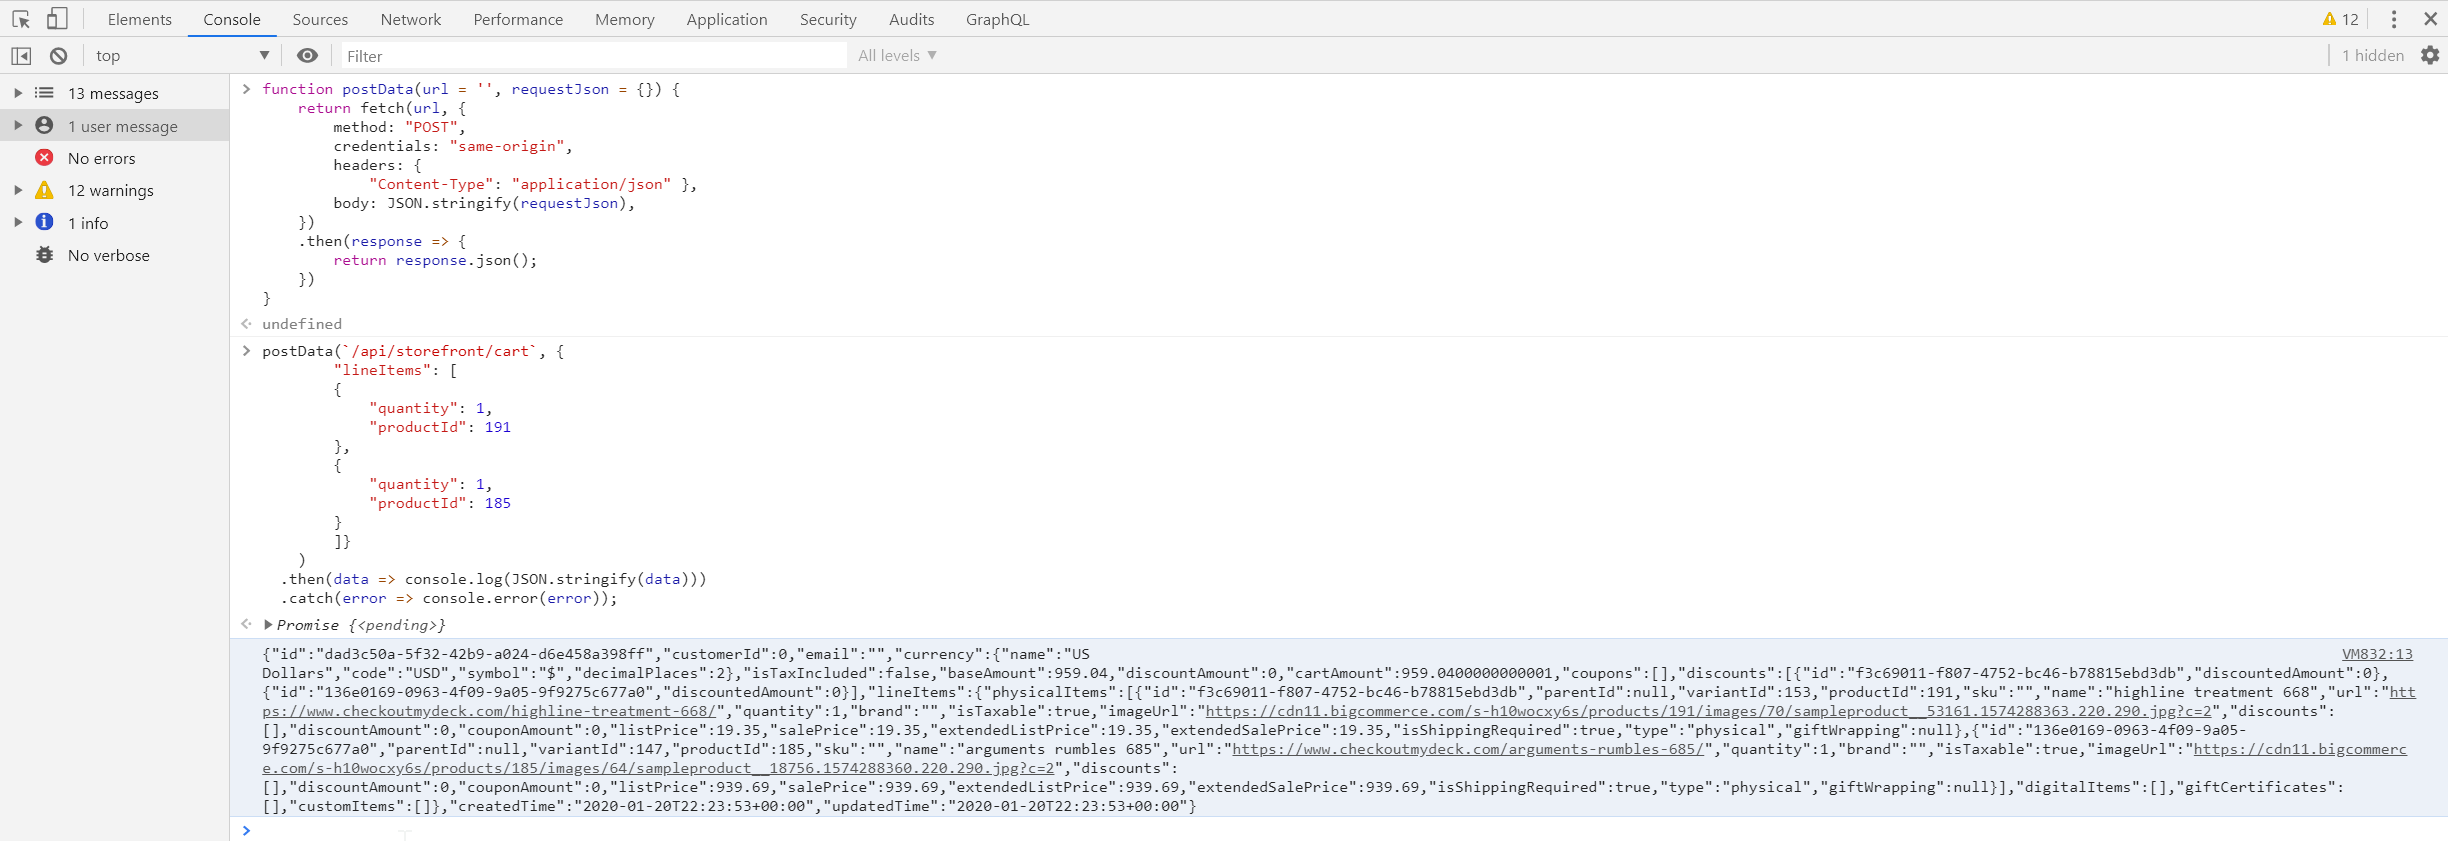 Elements Console Sources Network Performance Memory Application Security Audits GraphQL 12
top Filter All levels 1 hidden
13 messages
1 user message
No errors
12 warnings
1 info
No verbose
function postData(url = '', requestJson = {}) {
return fetch(url, {
method: "POST",
credentials: "same-origin",
headers: {
"Content-Type": "application/json" },
body: JSON.stringify(requestJson),
})
.then(response => {
return response.json();
})
}
undefined
postData(`/api/storefront/cart`, {
"lineItems": [
{
"quantity": 1,
"productId": 191
},
{
"quantity": 1,
"productId": 185
}
]}
)
.then(data => console.log(JSON.stringify(data)))
.catch(error => console.error(error));
Promise {<pending>}
{"id":"dad3c50a-5f32-42b9-a024-d6e458a398ff","customerId":0,"email":"","currency":{"name":"US VM832:13
Dollars","code":"USD","symbol":"$","decimalPlaces":2},"isTaxIncluded":false,"baseAmount":959.04,"discountAmount":0,"cartAmount":959.0400000000001,"coupons":[],"discounts":[{"id":"f3c69011-f807-4752-bc46-b78815ebd3db","discountedAmount":0},
{"id":"136e0169-0963-4f09-9a05-9f9275c677a0","discountedAmount":0}],"lineItems":{"physicalItems":[{"id":"f3c69011-f807-4752-bc46-b78815ebd3db","parentId":null,"variantId":153,"productId":191,"sku":"","name":"highline treatment 668","url":"htt
ps://www.checkoutmydeck.com/highline-treatment-668/","quantity":1,"brand":"","isTaxable":true,"imageUrl":"https://cdn11.bigcommerce.com/s-h10wocxy6s/products/191/images/70/sampleproduct__53161.1574288363.220.290.jpg?c=2","discounts":
[],"discountAmount":0,"couponAmount":0,"listPrice":19.35,"salePrice":19.35,"extendedListPrice":19.35,"extendedSalePrice":19.35,"isShippingRequired":true,"type":"physical","giftWrapping":null},{"id":"136e0169-0963-4f09-9a05-
9f9275c677a0","parentId":null,"variantId":147,"productId":185,"sku":"","name":"arguments rumbles 685","url":"https://www.checkoutmydeck.com/arguments-rumbles-685/","quantity":1,"brand":"","isTaxable":true,"imageUrl":"https://cdn11.bigcommerc
e.com/s-h10wocxy6s/products/185/images/64/sampleproduct__18756.1574288360.220.290.jpg?c=2","discounts":
[],"discountAmount":0,"couponAmount":0,"listPrice":939.69,"salePrice":939.69,"extendedListPrice":939.69,"extendedSalePrice":939.69,"isShippingRequired":true,"type":"physical","giftWrapping":null}],"digitalItems":[],"giftCertificates":
[],"customItems":[]},"createdTime":"2020-01-20T22:23:53+00:00","updatedTime":"2020-01-20T22:23:53+00:00"}